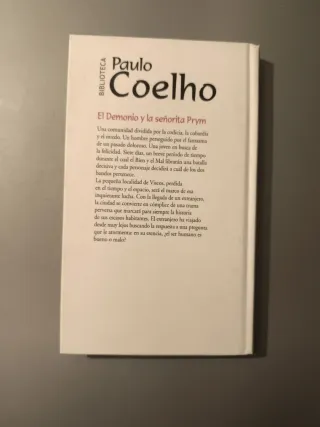 BIBLIOTECA
Paulo
Coelho
El Demonio y la señorita Prym
Una comunidad dividida por la codicia, la cobardía
y el miedo. Un hombre perseguido por el fantasma
de un pasado doloroso. Una joven en busca de
la felicidad. Siete días, un breve período de tiempo
durante el cual el Bien y el Mal librarán una batalla
decisiva y cada personaje decidirá a cuál de los dos
bandos pertenece.
La pequeña localidad de Viscos, perdida
en el tiempo y el espacio, será el marco de esa
inquietante lucha. Con la llegada de un extranjero,
la ciudad se convierte en cómplice de una trama
perversa que marcará para siempre la historia
de sus escasos habitantes. El extranjero ha viajado
desde muy lejos buscando la respuesta a una pregunta
que lo atormenta: en su esencia, ¿el ser humano es
bueno o malo?